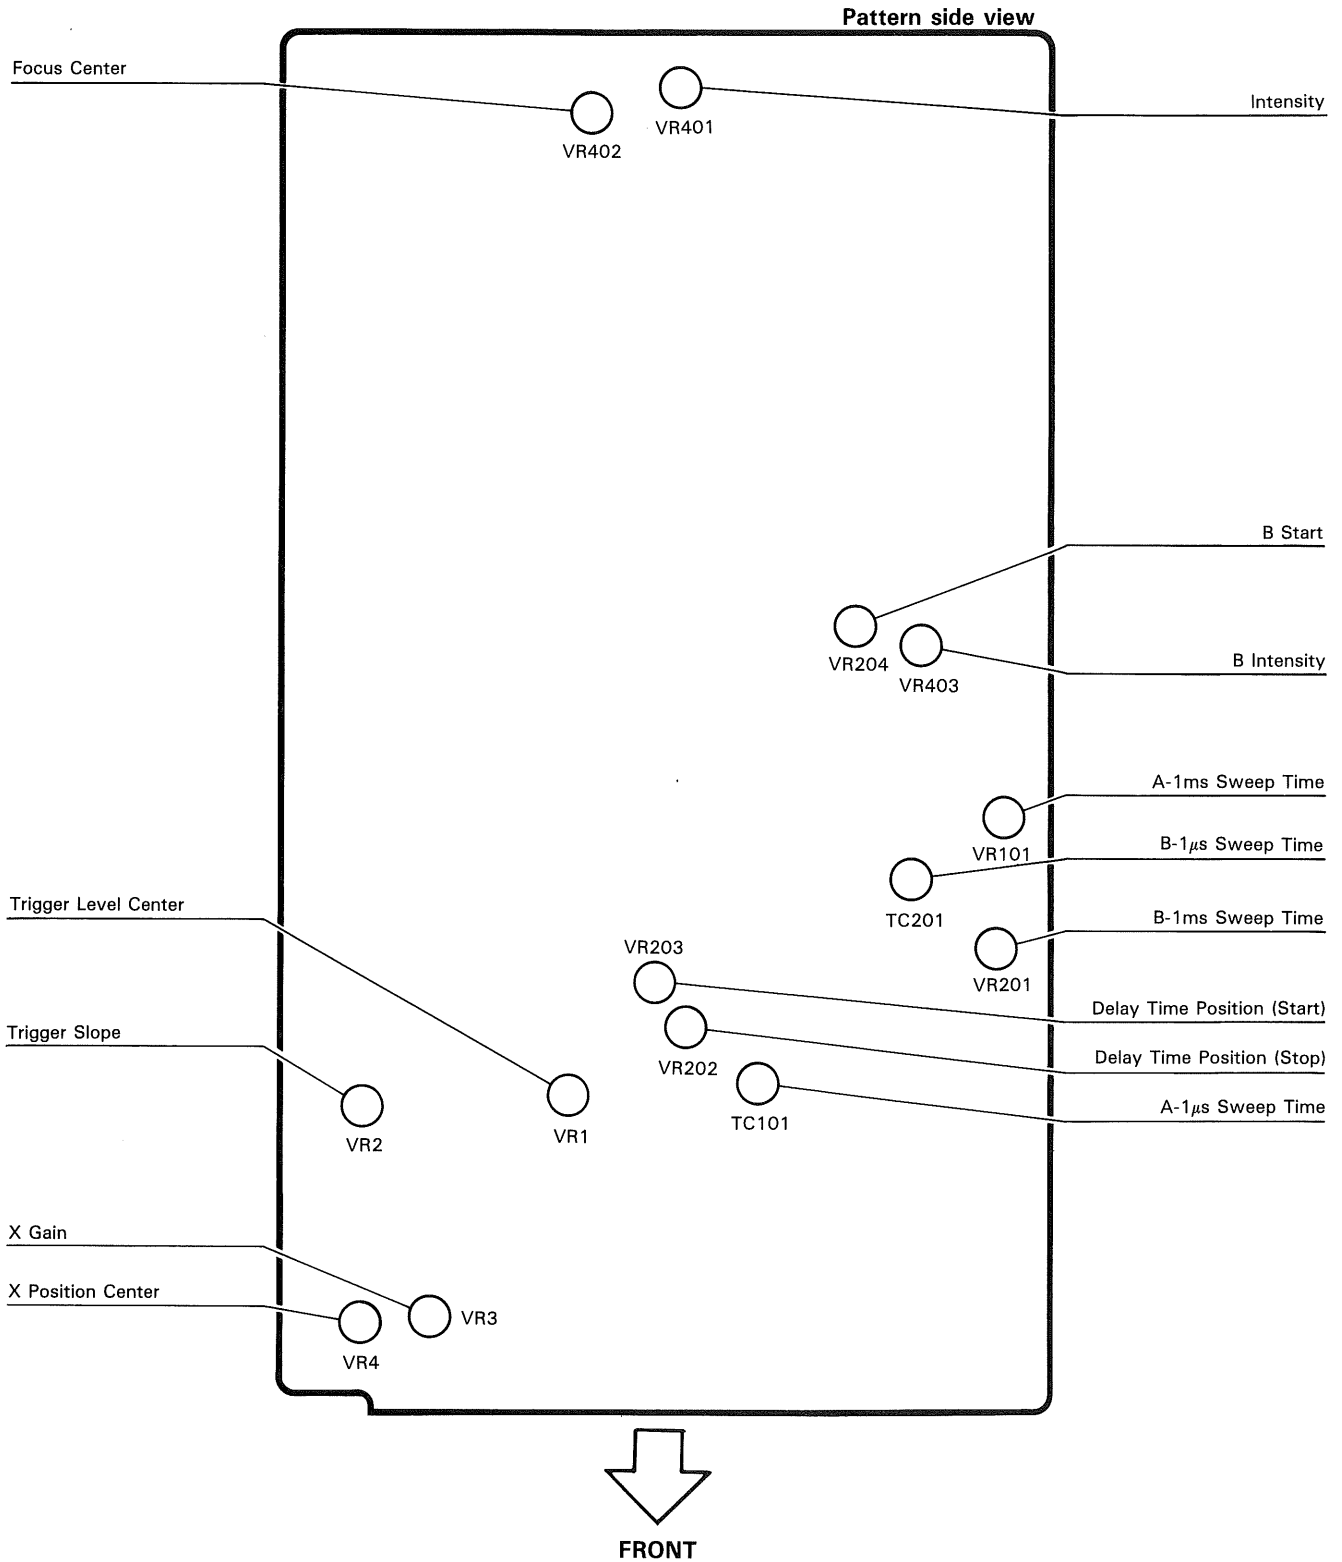 Pattern side view
Focus Center
Intensity
VR401
VR402
B Start
VR204
B Intensity
VR403
A-1ms Sweep Time
VR101
B-1μs Sweep Time
TC201
Trigger Level Center
B-1ms Sweep Time
VR203
VR201
Delay Time Position (Start)
Trigger Slope
Delay Time Position (Stop)
VR202
A-1μs Sweep Time
TC101
VR1
VR2
X Gain
X Position Center
VR3
VR4
FRONT